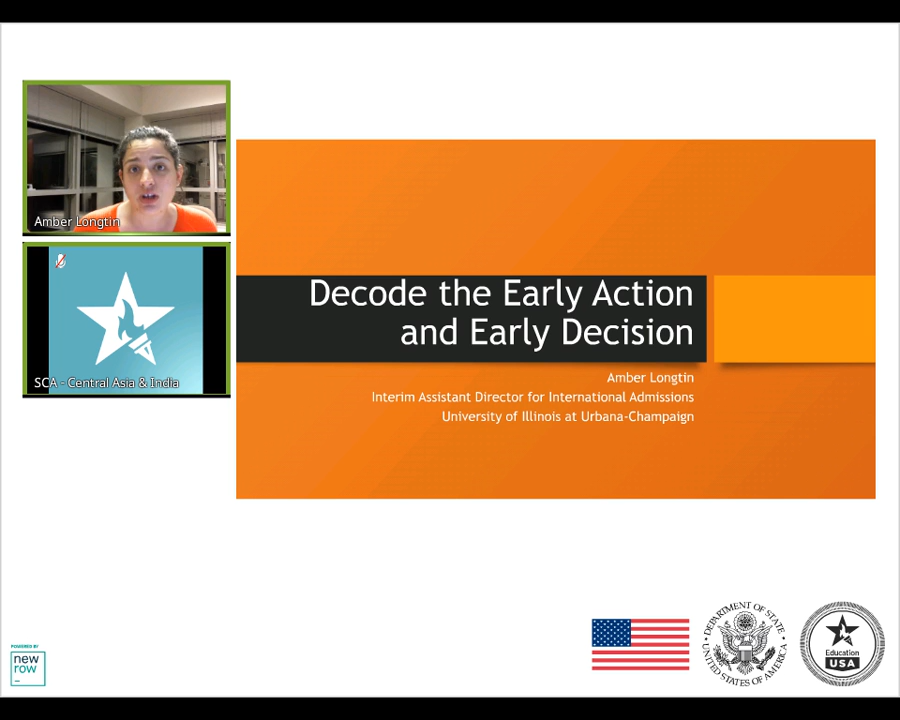 Amber Longtin
SCA - Central Asia & India
Decode the Early Action
and Early Decision
Amber Longtin
Interim Assistant Director for International Admissions
University of Illinois at Urbana-Champaign
POWERED BY
new
row
DEPARTMENT OF STATE
UNITED STATES OF AMERICA
Education
USA